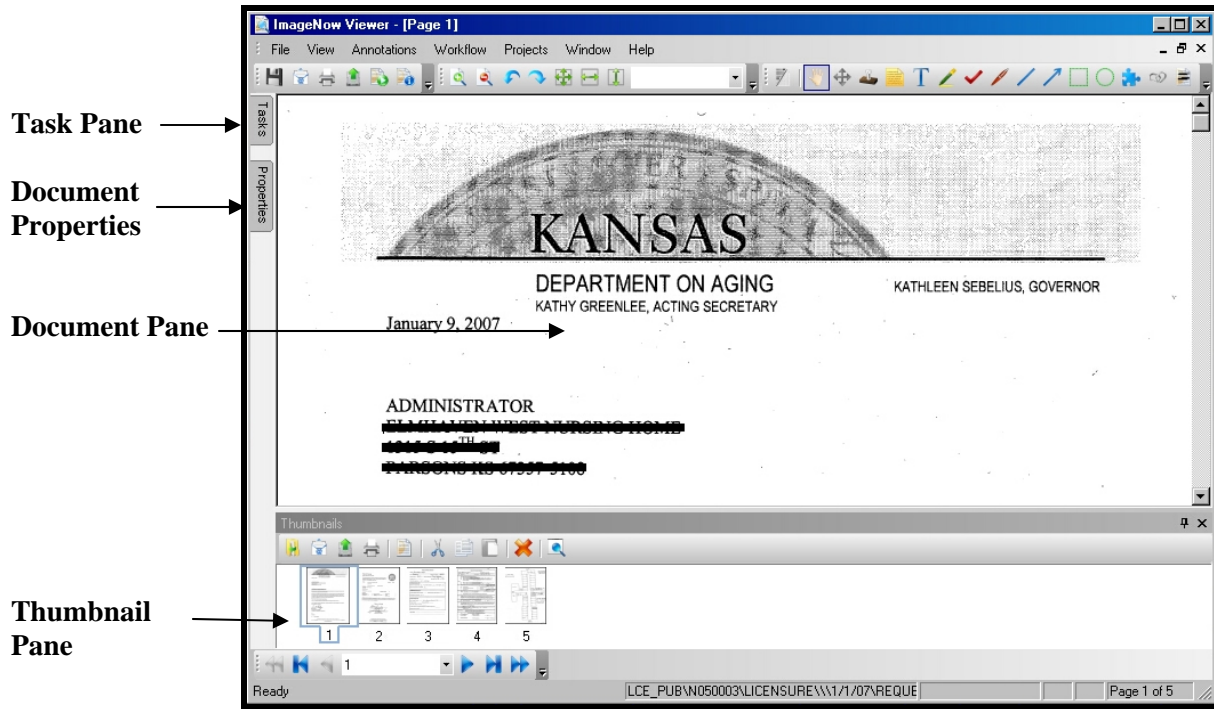 ImageNow Viewer - [Page 1]
File View Annotations Workflow Projects Window Help
Task Pane
Tasks
Document
Properties
Properties
KANSAS
DEPARTMENT ON AGING
KATHY GREENLEE, ACTING SECRETARY
KATHLEEN SEBELIUS, GOVERNOR
January 9, 2007
Document Pane
ADMINISTRATOR
TH
Thumbnails
Thumbnail
Pane
1 2 3 4 5
1
Ready
LCE_PUB\N050003\LICENSURE\\\1/1/07\REQUE
Page 1 of 5